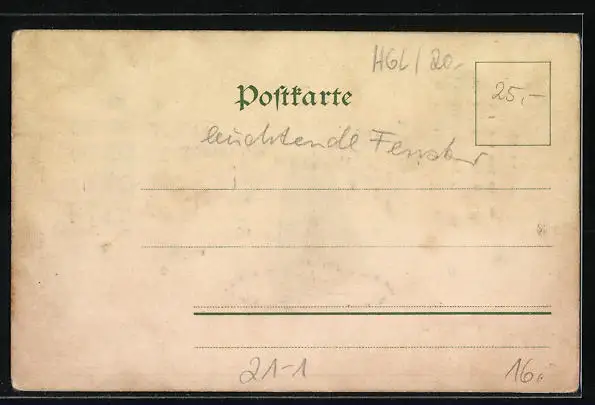 HGL/20.-
Postkarte
25,-
leuchtende Fenster
21-1
16.-